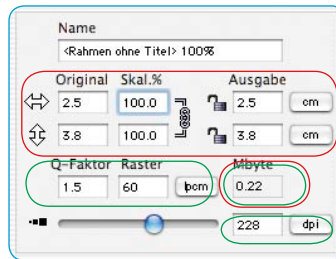 Name
<Rahmen ohne Titel> 100%
Original Skal.% Ausgabe
2.5 100.0 2.5 cm
3.8 100.0 3.8 cm
Q-Faktor Raster Mbyte
1.5 60 lpcm 0.22
228 dpi